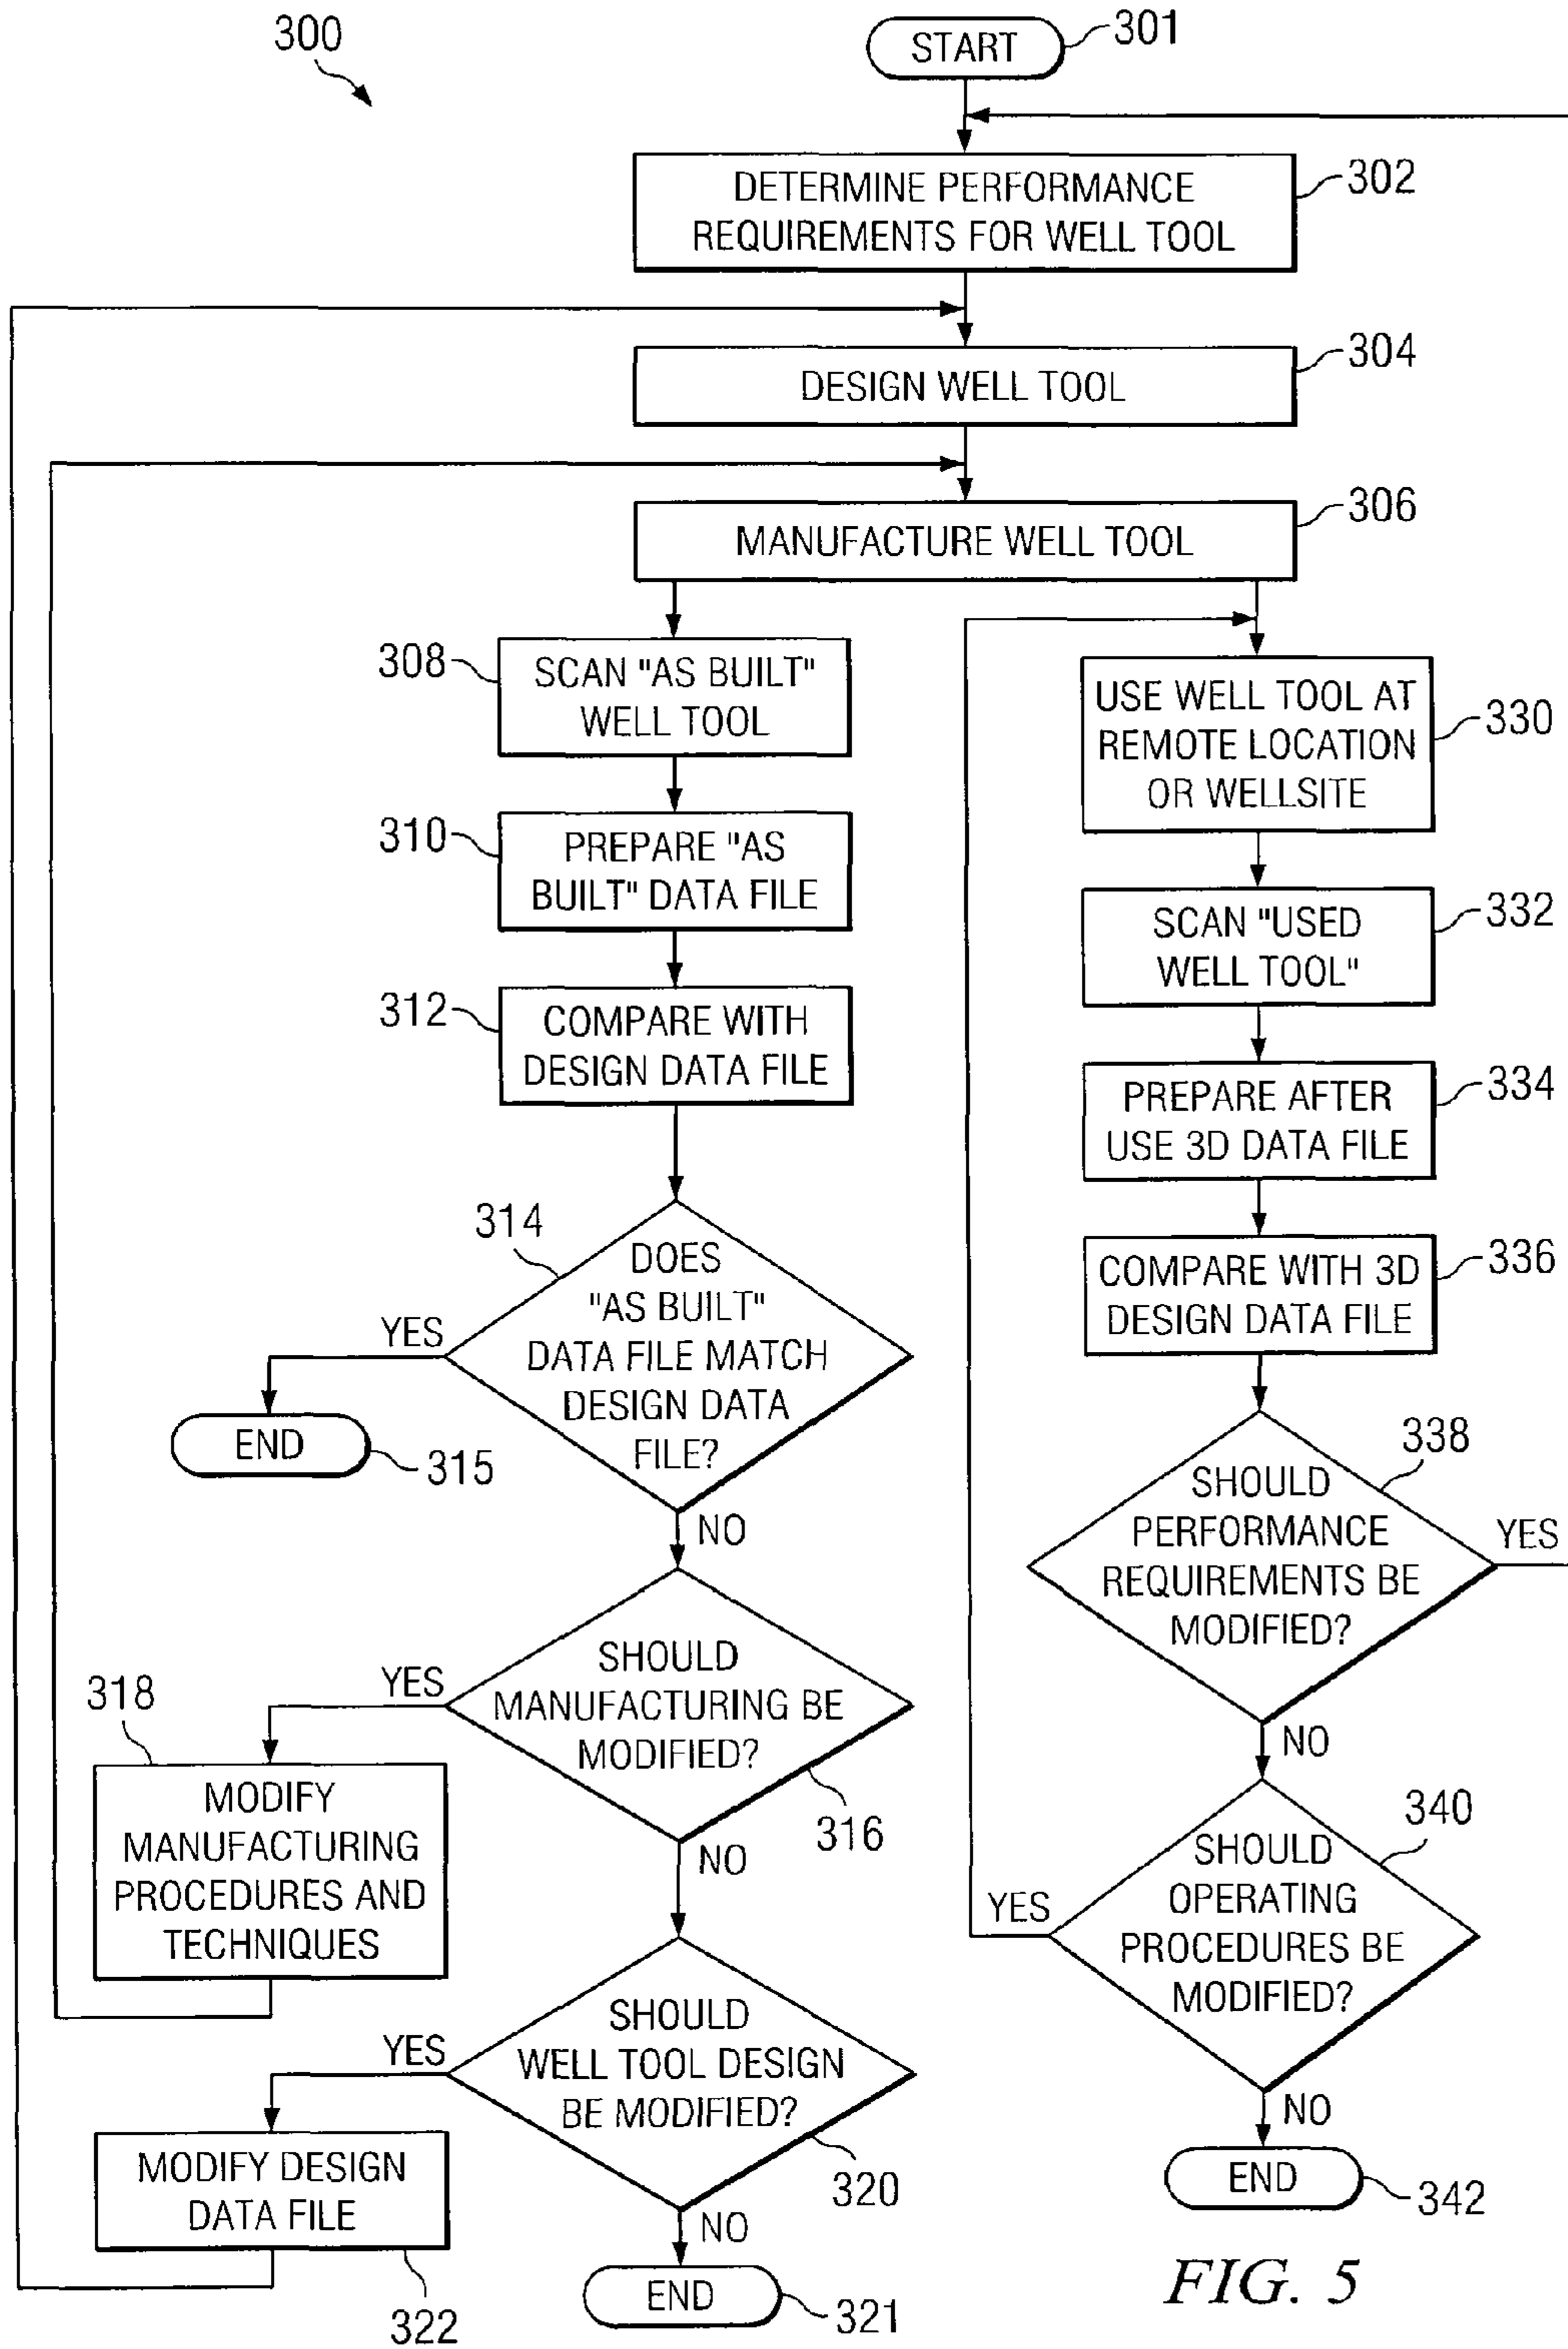 300
START
301
DETERMINE PERFORMANCE
REQUIREMENTS FOR WELL TOOL
302
DESIGN WELL TOOL
304
MANUFACTURE WELL TOOL
306
308
SCAN "AS BUILT"
WELL TOOL
310
PREPARE "AS
BUILT" DATA FILE
312
COMPARE WITH
DESIGN DATA FILE
314
DOES
"AS BUILT"
DATA FILE MATCH
DESIGN DATA
FILE?
YES
END
315
NO
SHOULD
MANUFACTURING BE
MODIFIED?
316
YES
318
MODIFY
MANUFACTURING
PROCEDURES AND
TECHNIQUES
NO
SHOULD
WELL TOOL DESIGN
BE MODIFIED?
320
YES
MODIFY DESIGN
DATA FILE
322
NO
END
321
USE WELL TOOL AT
REMOTE LOCATION
OR WELLSITE
330
SCAN "USED
WELL TOOL"
332
PREPARE AFTER
USE 3D DATA FILE
334
COMPARE WITH 3D
DESIGN DATA FILE
336
338
SHOULD
PERFORMANCE
REQUIREMENTS BE
MODIFIED?
YES
NO
340
SHOULD
OPERATING
PROCEDURES BE
MODIFIED?
YES
NO
END
342
FIG. 5